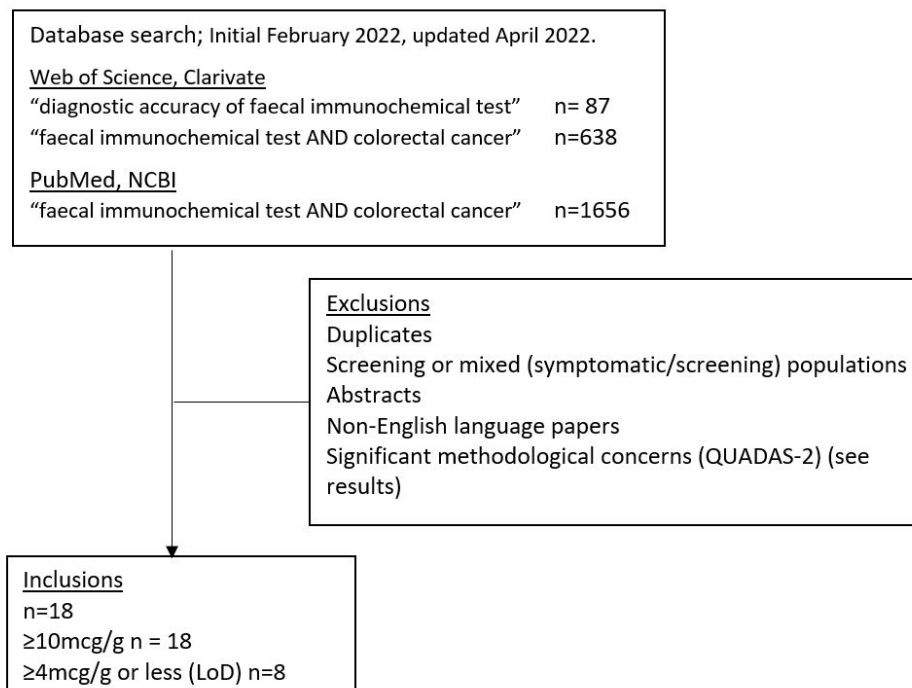 Database search; Initial February 2022, updated April 2022.
Web of Science, Clarivate
“diagnostic accuracy of faecal immunochemical test” n= 87
“faecal immunochemical test AND colorectal cancer” n=638
PubMed, NCBI
“faecal immunochemical test AND colorectal cancer” n=1656
Exclusions
Duplicates
Screening or mixed (symptomatic/screening) populations
Abstracts
Non-English language papers
Significant methodological concerns (QUADAS-2) (see
results)
Inclusions
n=18
≥10mcg/g n = 18
≥4mcg/g or less (LoD) n=8